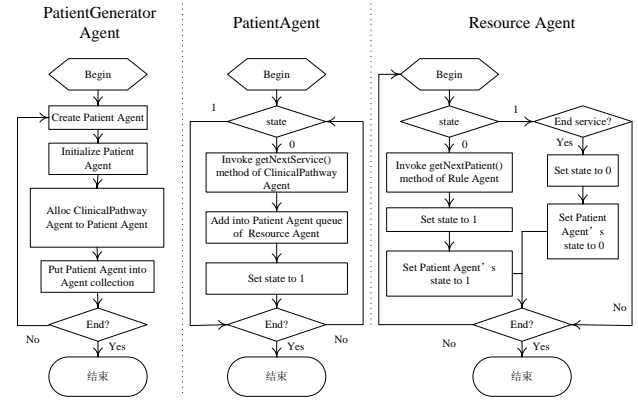 PatientGenerator
Agent
Begin
Create Patient Agent
Initialize Patient
Agent
Alloc ClinicalPathway
Agent to Patient Agent
Put Patient Agent into
Agent collection
End?
No
Yes
结束
PatientAgent
Begin
1
state
0
Invoke getNextService()
method of ClinicalPathway
Agent
Add into Patient Agent queue
of Resource Agent
Set state to 1
End?
No
Yes
结束
Resource Agent
Begin
state
1
End service?
0
Yes
Invoke getNextPatient()
method of Rule Agent
Set state to 0
Set state to 1
Set Patient
Agent’s
state to 0
Set Patient Agent’s
state to 1
No
End?
No
Yes
结束